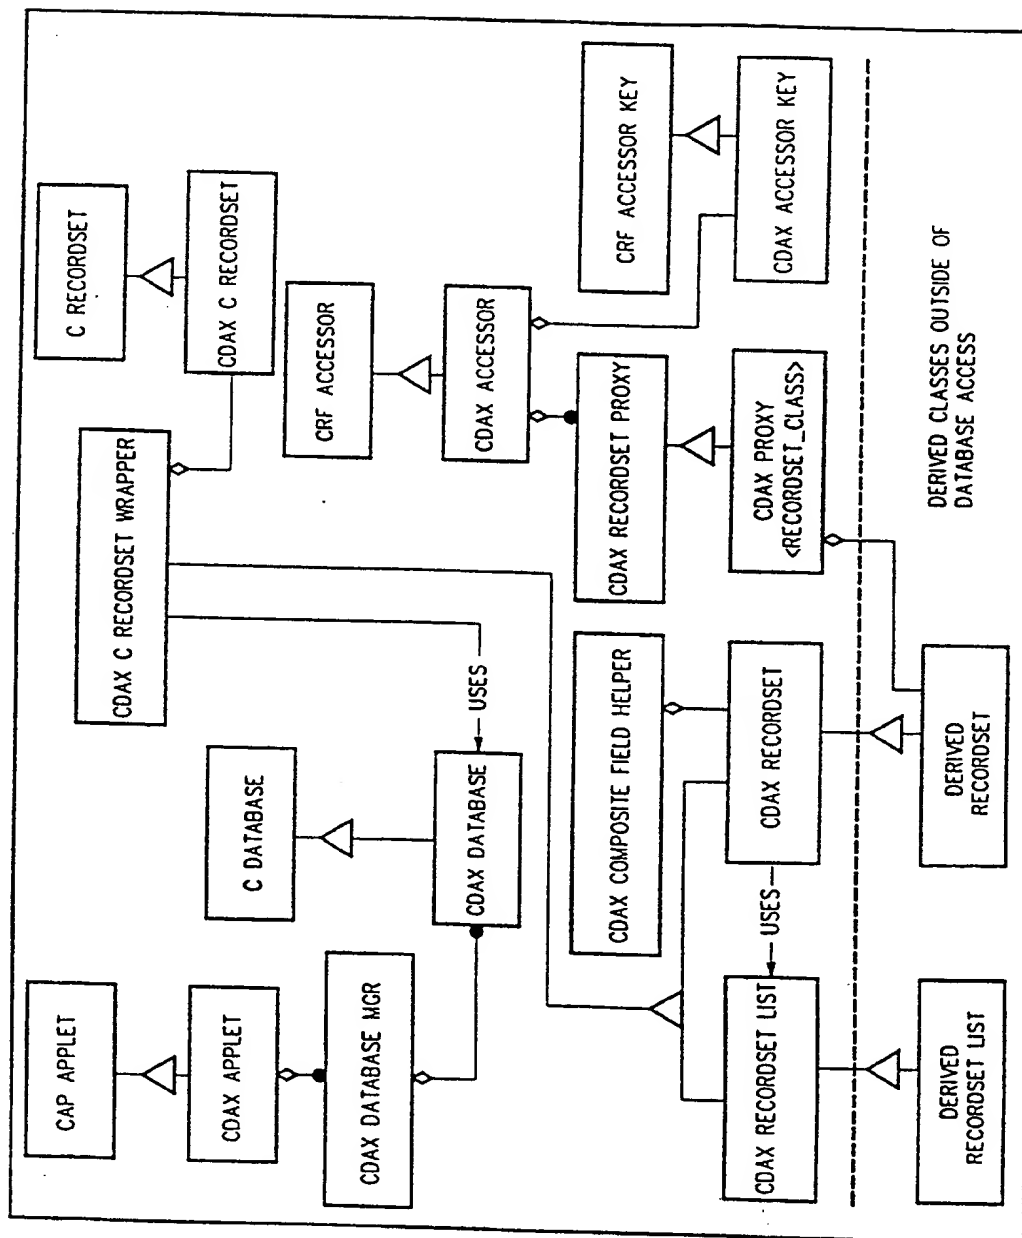 CAP APPLET
CDAX APPLET
CDAX DATABASE MGR
C DATABASE
CDAX DATABASE
USES
CDAX C RECORDSET WRAPPER
C RECORDSET
CDAX C RECORDSET
CRF ACCESSOR
CDAX ACCESSOR
CRF ACCESSOR KEY
CDAX ACCESSOR KEY
CDAX RECORDSET PROXY
CDAX PROXY
<RECORDSET_CLASS>
CDAX COMPOSITE FIELD HELPER
CDAX RECORDSET
USES
CDAX RECORDSET LIST
DERIVED
RECORDSET LIST
DERIVED
RECORDSET
DERIVED CLASSES OUTSIDE OF
DATABASE ACCESS